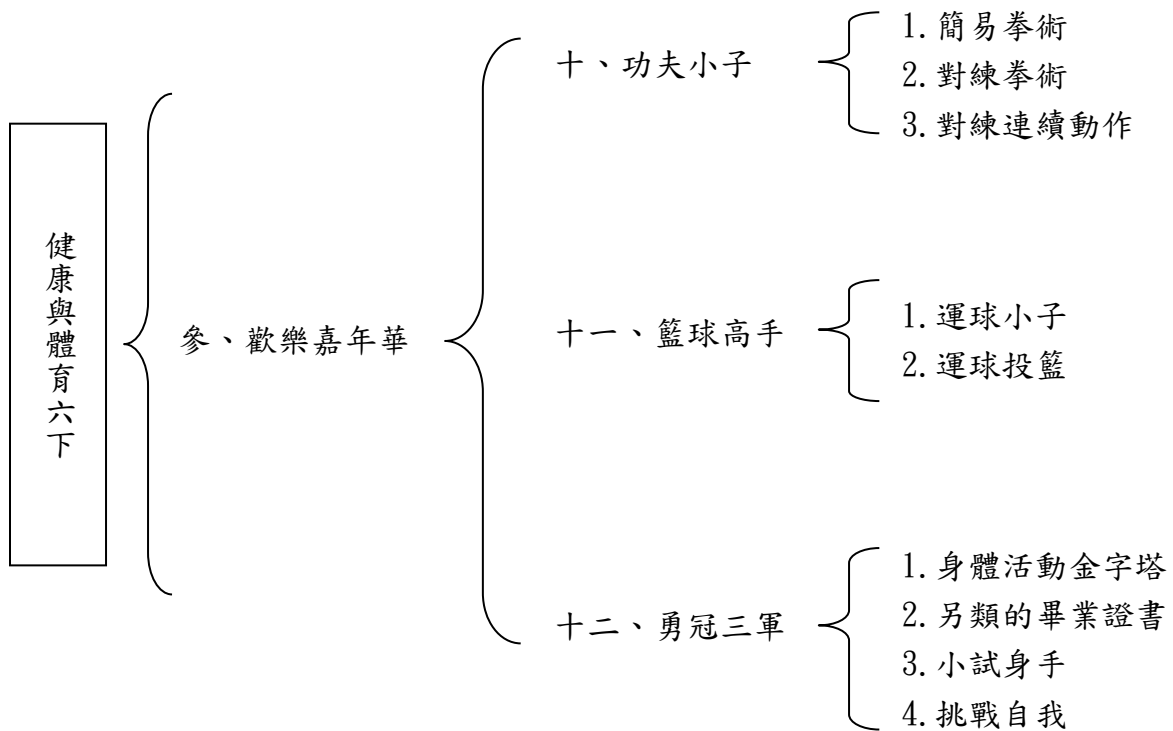 健康與體育六下
參、歡樂嘉年華
十、功夫小子
1.簡易拳術
2.對練拳術
3.對練連續動作
十一、籃球高手
1.運球小子
2.運球投籃
十二、勇冠三軍
1.身體活動金字塔
2.另類的畢業證書
3.小試身手
4.挑戰自我